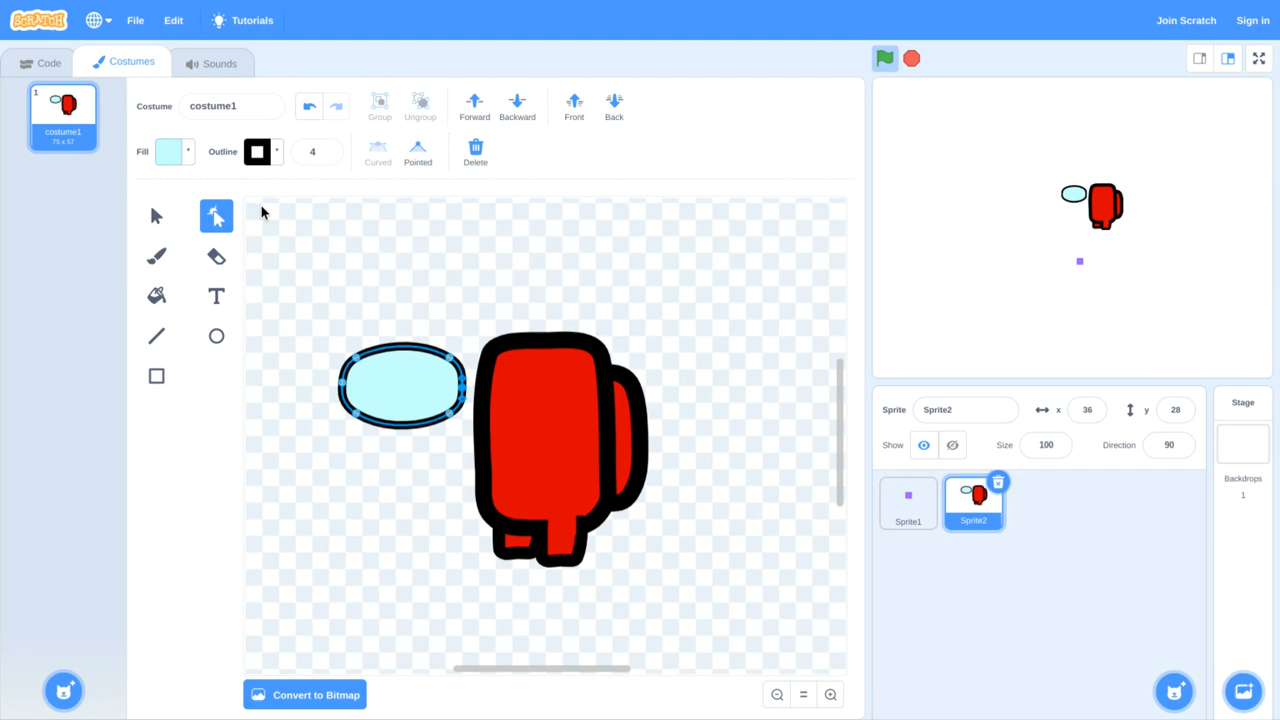 SCRATCH File Edit Tutorials Join Scratch Sign in
Code Costumes Sounds
1
costume1
75 x 57
Costume costume1 Group Ungroup Forward Backward Front Back
Fill Outline 4 Curved Pointed Delete
T
Convert to Bitmap
Sprite Sprite2 x 36 y 28
Show Size 100 Direction 90
Sprite1
Sprite2
Stage
Backdrops
1